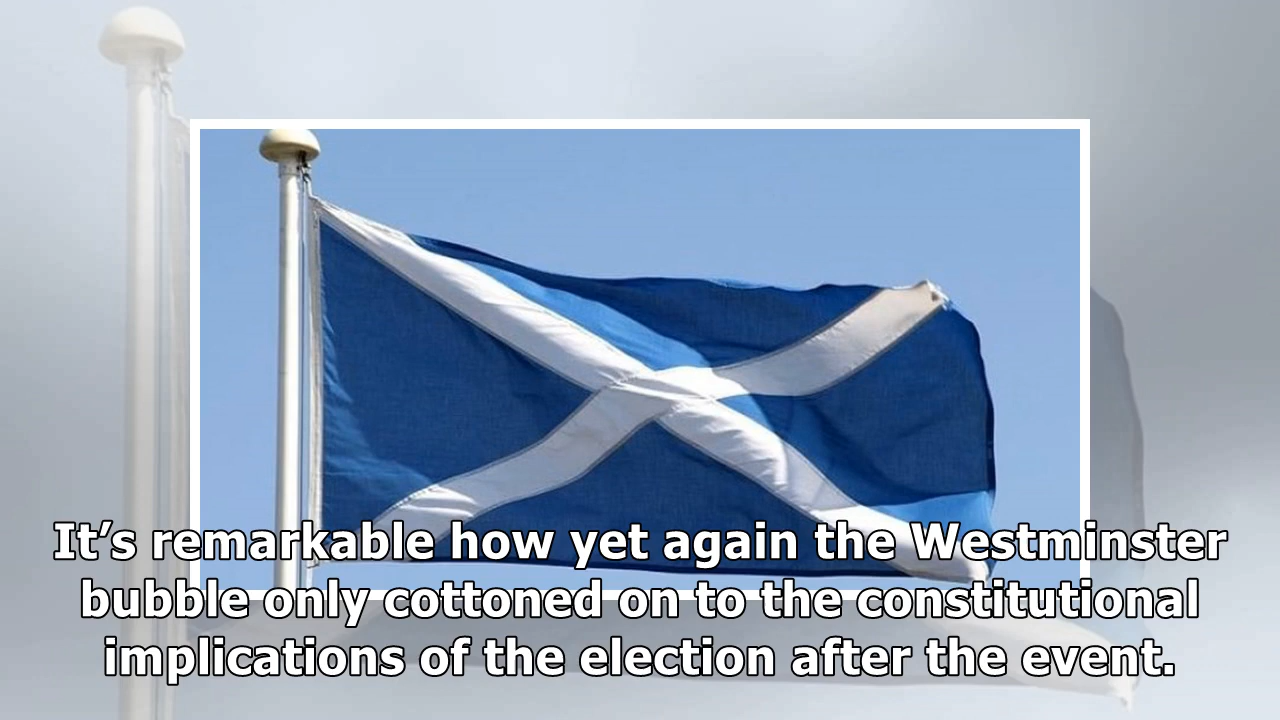 It’s remarkable how yet again the Westminster
bubble only cottoned on to the constitutional
implications of the election after the event.